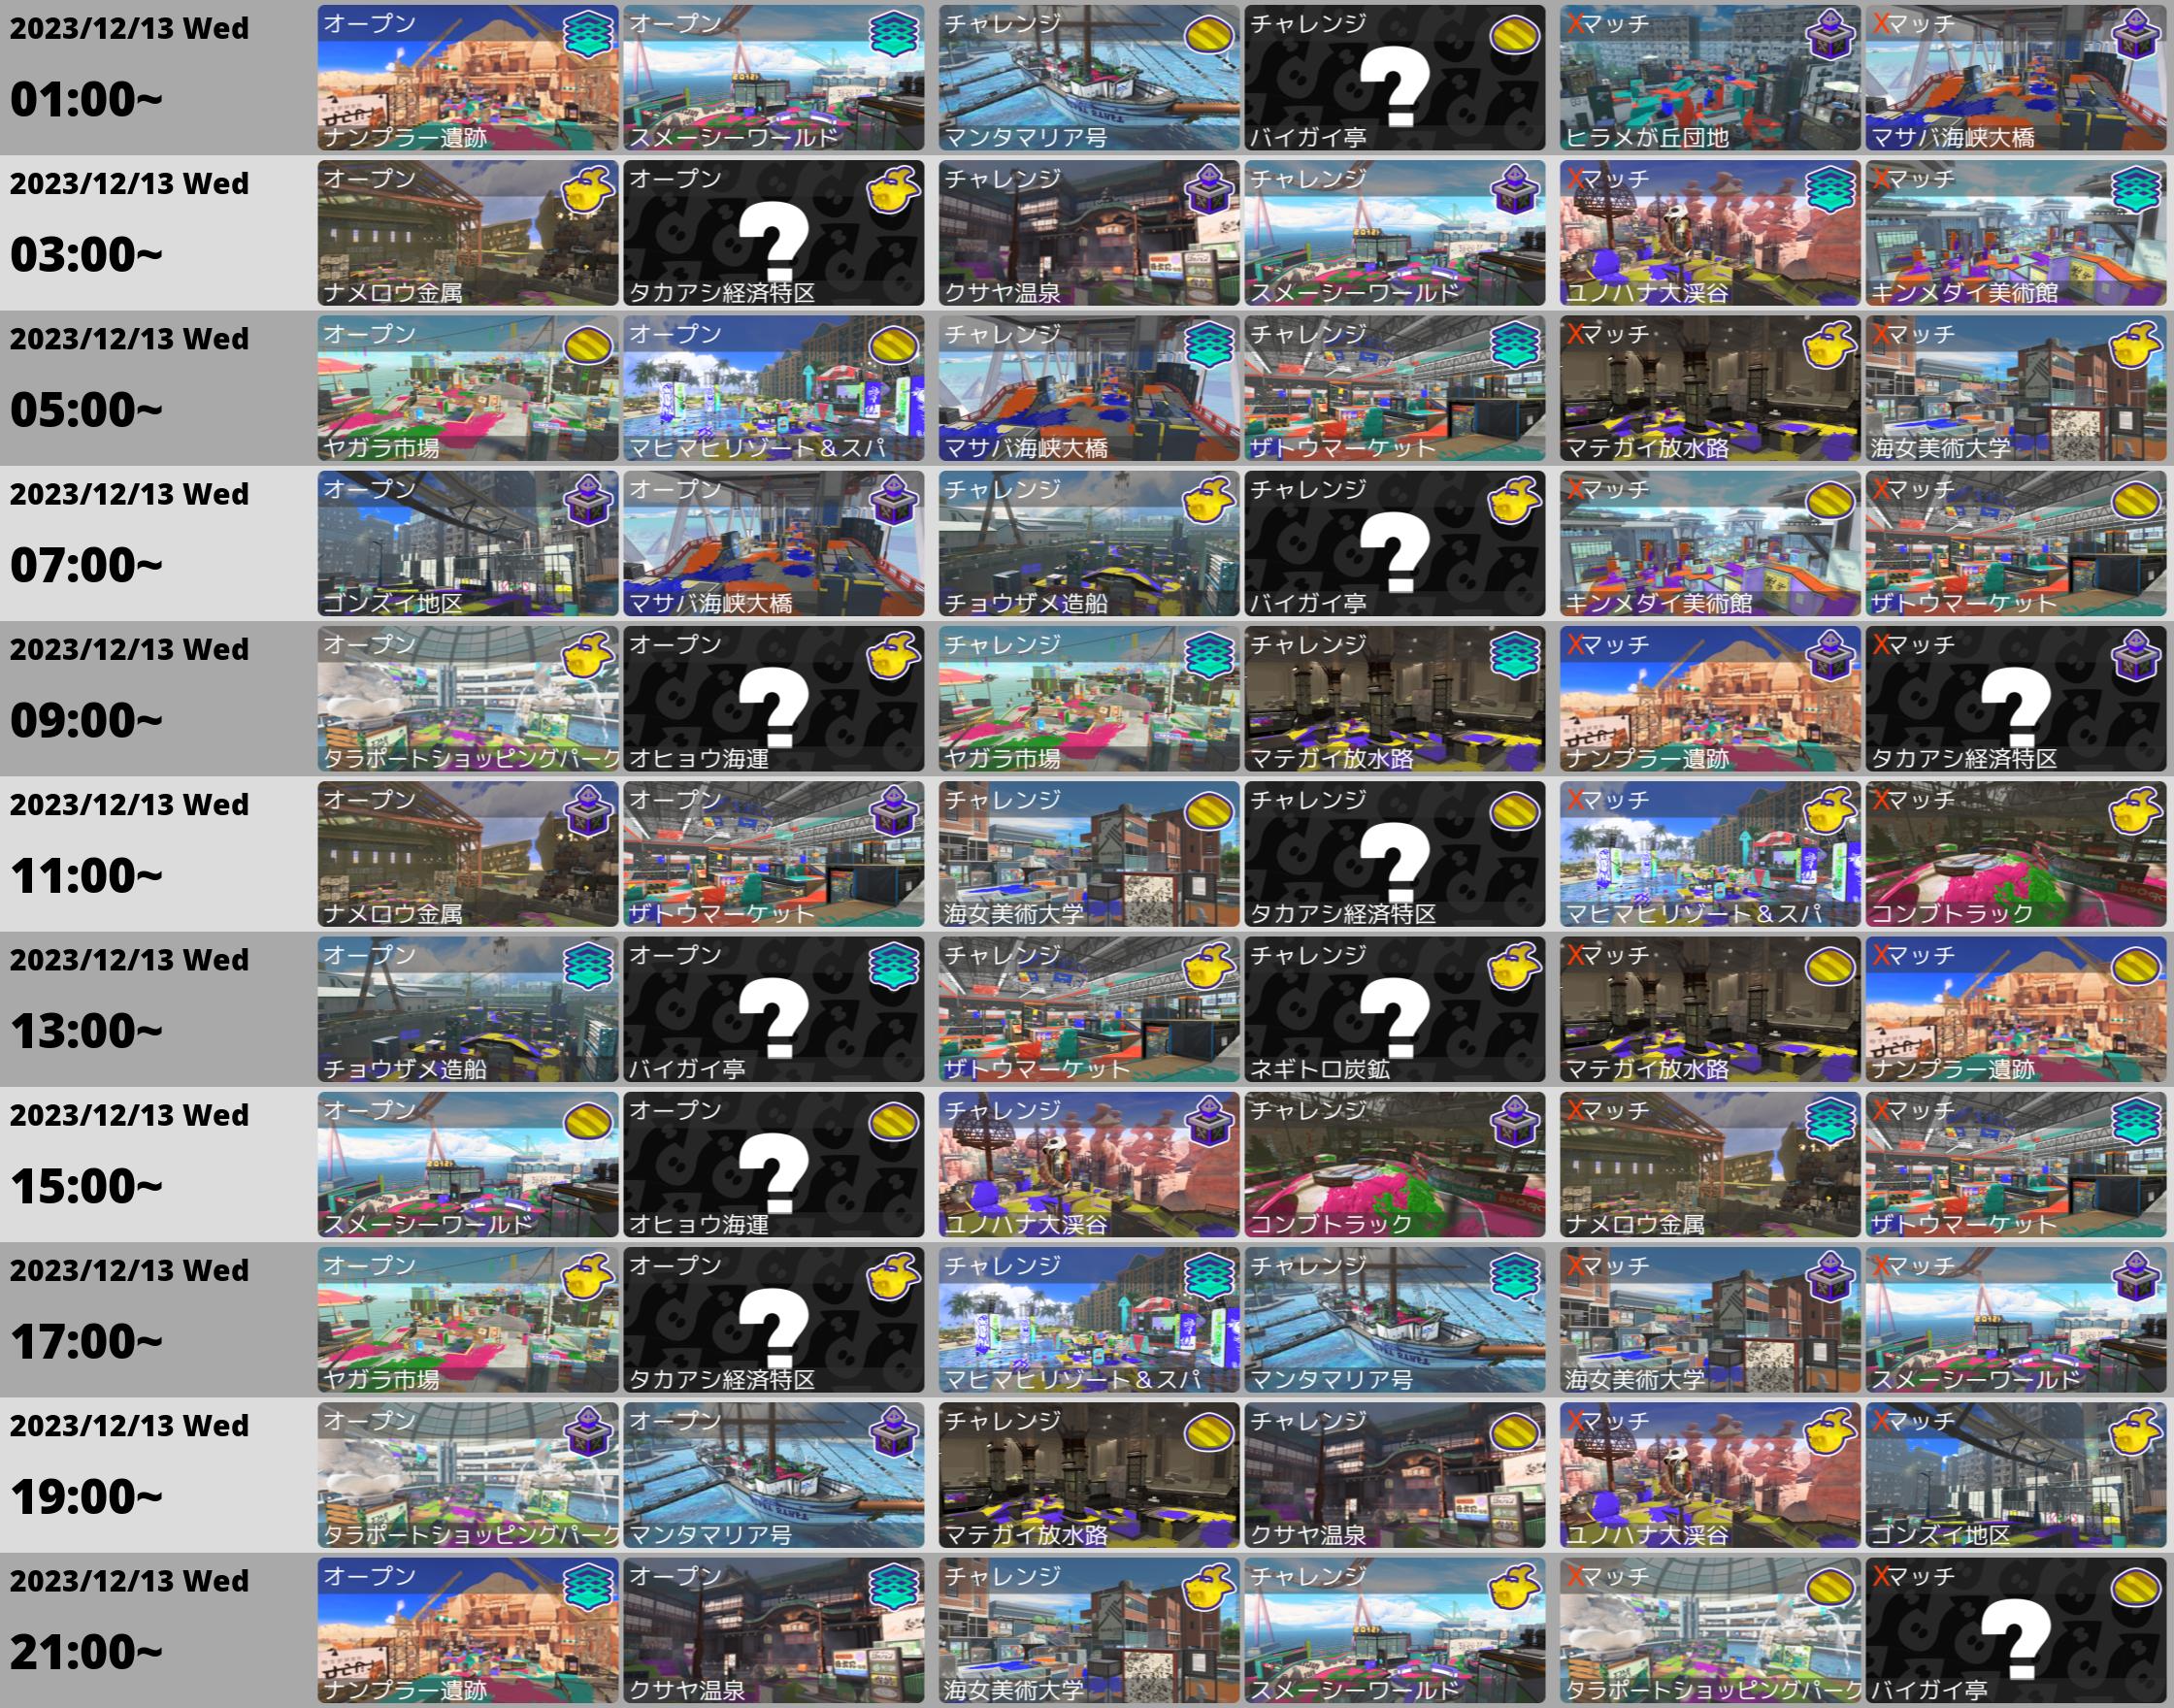 2023/12/13 Wed
01:00~
オープン
ナンプラー遺跡
オープン
スメーシーワールド
チャレンジ
マンタマリア号
チャレンジ
バイガイ亭
Xマッチ
ヒラメが丘団地
Xマッチ
マサバ海峡大橋
2023/12/13 Wed
03:00~
オープン
ナメロウ金属
オープン
タカアシ経済特区
チャレンジ
クサヤ温泉
チャレンジ
スメーシーワールド
Xマッチ
ユノハナ大渓谷
Xマッチ
キンメダイ美術館
2023/12/13 Wed
05:00~
オープン
ヤガラ市場
オープン
マヒマヒリゾート&スパ
チャレンジ
マサバ海峡大橋
チャレンジ
ザトウマーケット
Xマッチ
マテガイ放水路
Xマッチ
海女美術大学
2023/12/13 Wed
07:00~
オープン
ゴンズイ地区
オープン
マサバ海峡大橋
チャレンジ
チョウザメ造船
チャレンジ
バイガイ亭
Xマッチ
キンメダイ美術館
Xマッチ
ザトウマーケット
2023/12/13 Wed
09:00~
オープン
タラポートショッピングパーク
オープン
オヒョウ海運
チャレンジ
ヤガラ市場
チャレンジ
マテガイ放水路
Xマッチ
ナンプラー遺跡
Xマッチ
タカアシ経済特区
2023/12/13 Wed
11:00~
オープン
ナメロウ金属
オープン
ザトウマーケット
チャレンジ
海女美術大学
チャレンジ
タカアシ経済特区
Xマッチ
マヒマヒリゾート&スパ
Xマッチ
コンブトラック
2023/12/13 Wed
13:00~
オープン
チョウザメ造船
オープン
バイガイ亭
チャレンジ
ザトウマーケット
チャレンジ
ネギトロ炭鉱
Xマッチ
マテガイ放水路
Xマッチ
ナンプラー遺跡
2023/12/13 Wed
15:00~
オープン
スメーシーワールド
オープン
オヒョウ海運
チャレンジ
ユノハナ大渓谷
チャレンジ
コンブトラック
Xマッチ
ナメロウ金属
Xマッチ
ザトウマーケット
2023/12/13 Wed
17:00~
オープン
ヤガラ市場
オープン
タカアシ経済特区
チャレンジ
マヒマヒリゾート&スパ
チャレンジ
マンタマリア号
Xマッチ
海女美術大学
Xマッチ
スメーシーワールド
2023/12/13 Wed
19:00~
オープン
タラポートショッピングパーク
オープン
マンタマリア号
チャレンジ
マテガイ放水路
チャレンジ
クサヤ温泉
Xマッチ
ユノハナ大渓谷
Xマッチ
ゴンズイ地区
2023/12/13 Wed
21:00~
オープン
ナンプラー遺跡
オープン
クサヤ温泉
チャレンジ
海女美術大学
チャレンジ
スメーシーワールド
Xマッチ
タラポートショッピングパーク
Xマッチ
バイガイ亭